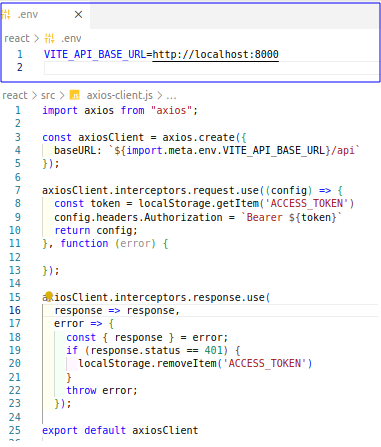 .env
react > .env
1 VITE_API_BASE_URL=http://localhost:8000
2
react > src > axios-client.js > ...
1 import axios from "axios";
2
3 const axiosClient = axios.create({
4   baseURL: `${import.meta.env.VITE_API_BASE_URL}/api`
5 });
6
7 axiosClient.interceptors.request.use((config) => {
8   const token = localStorage.getItem('ACCESS_TOKEN')
9   config.headers.Authorization = `Bearer ${token}`
10   return config;
11 }, function (error) {
12
13 });
14
15 axiosClient.interceptors.response.use(
16   response => response,
17   error => {
18     const { response } = error;
19     if (response.status == 401) {
20       localStorage.removeItem('ACCESS_TOKEN')
21     }
22     throw error;
23   });
24
25 export default axiosClient